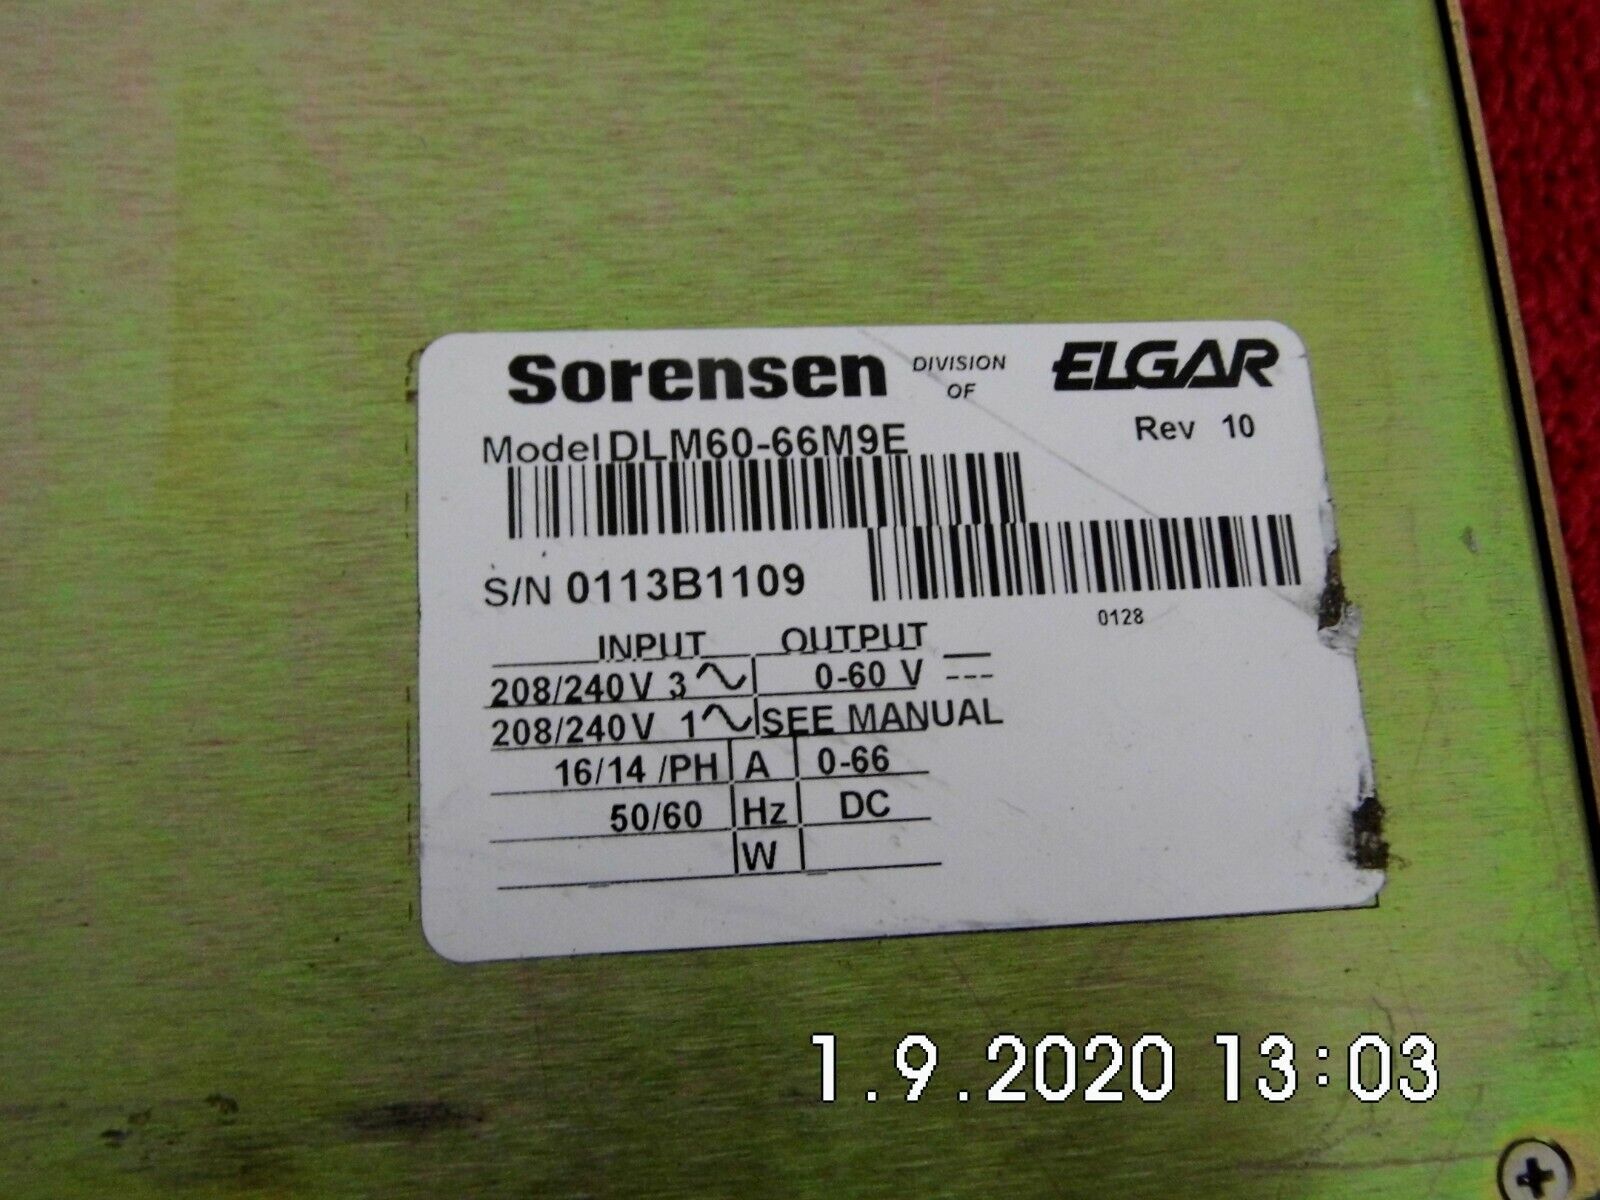 Sorensen DIVISION OF ELGAR
Model DLM60-66M9E Rev 10
S/N 0113B1109
0128
INPUT OUTPUT
208/240V 3 0-60 V
208/240V 1 SEE MANUAL
16/14 /PH A 0-66
50/60 Hz DC
W
1.9.2020 13:03